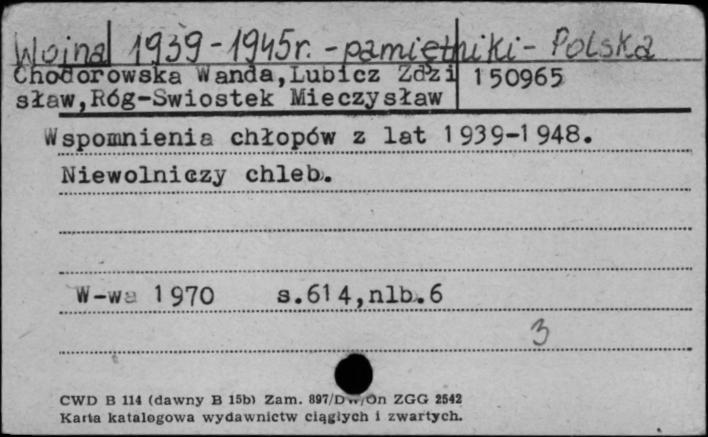 Wojna 1939-1945r. - pamiętniki - Polska
Chodorowska Wanda,Lubicz Zdzi
sław,Róg-Swiostek Mieczysław
150965
Wspomnienia chłopów z lat 1939-1948.
Niewolniczy chleb.
W-wa 1970 s.614,nlb.6
3
CWD B 114 (dawny B 15b) Zam. 897/DW/On ZGG 2542
Karta katalogowa wydawnictw ciągłych i zwartych.